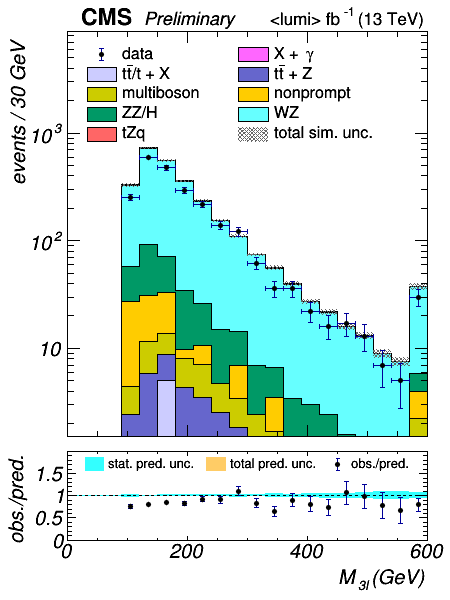 CMS Preliminary <lumi> fb⁻¹ (13 TeV)
events / 30 GeV
data
X + γ
tt̄/t + X
tt̄ + Z
multiboson
nonprompt
ZZ/H
WZ
tZq
total sim. unc.
10³
10²
10
obs./pred.
stat. pred. unc.
total pred. unc.
obs./pred.
1.5
1
0.5
0
0
200
400
600
M₃ₗ (GeV)